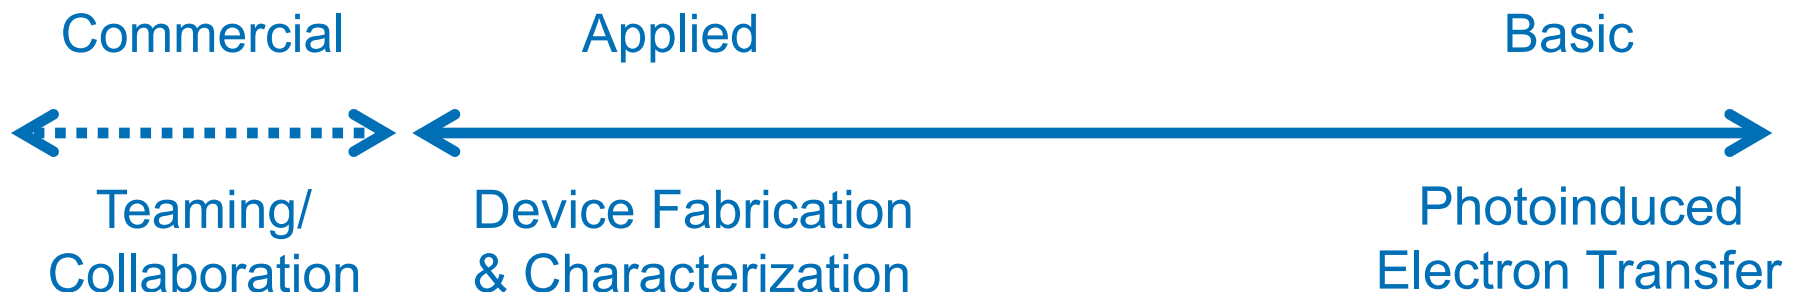 Commercial
Applied
Basic
Teaming/
Collaboration
Device Fabrication
& Characterization
Photoinduced
Electron Transfer